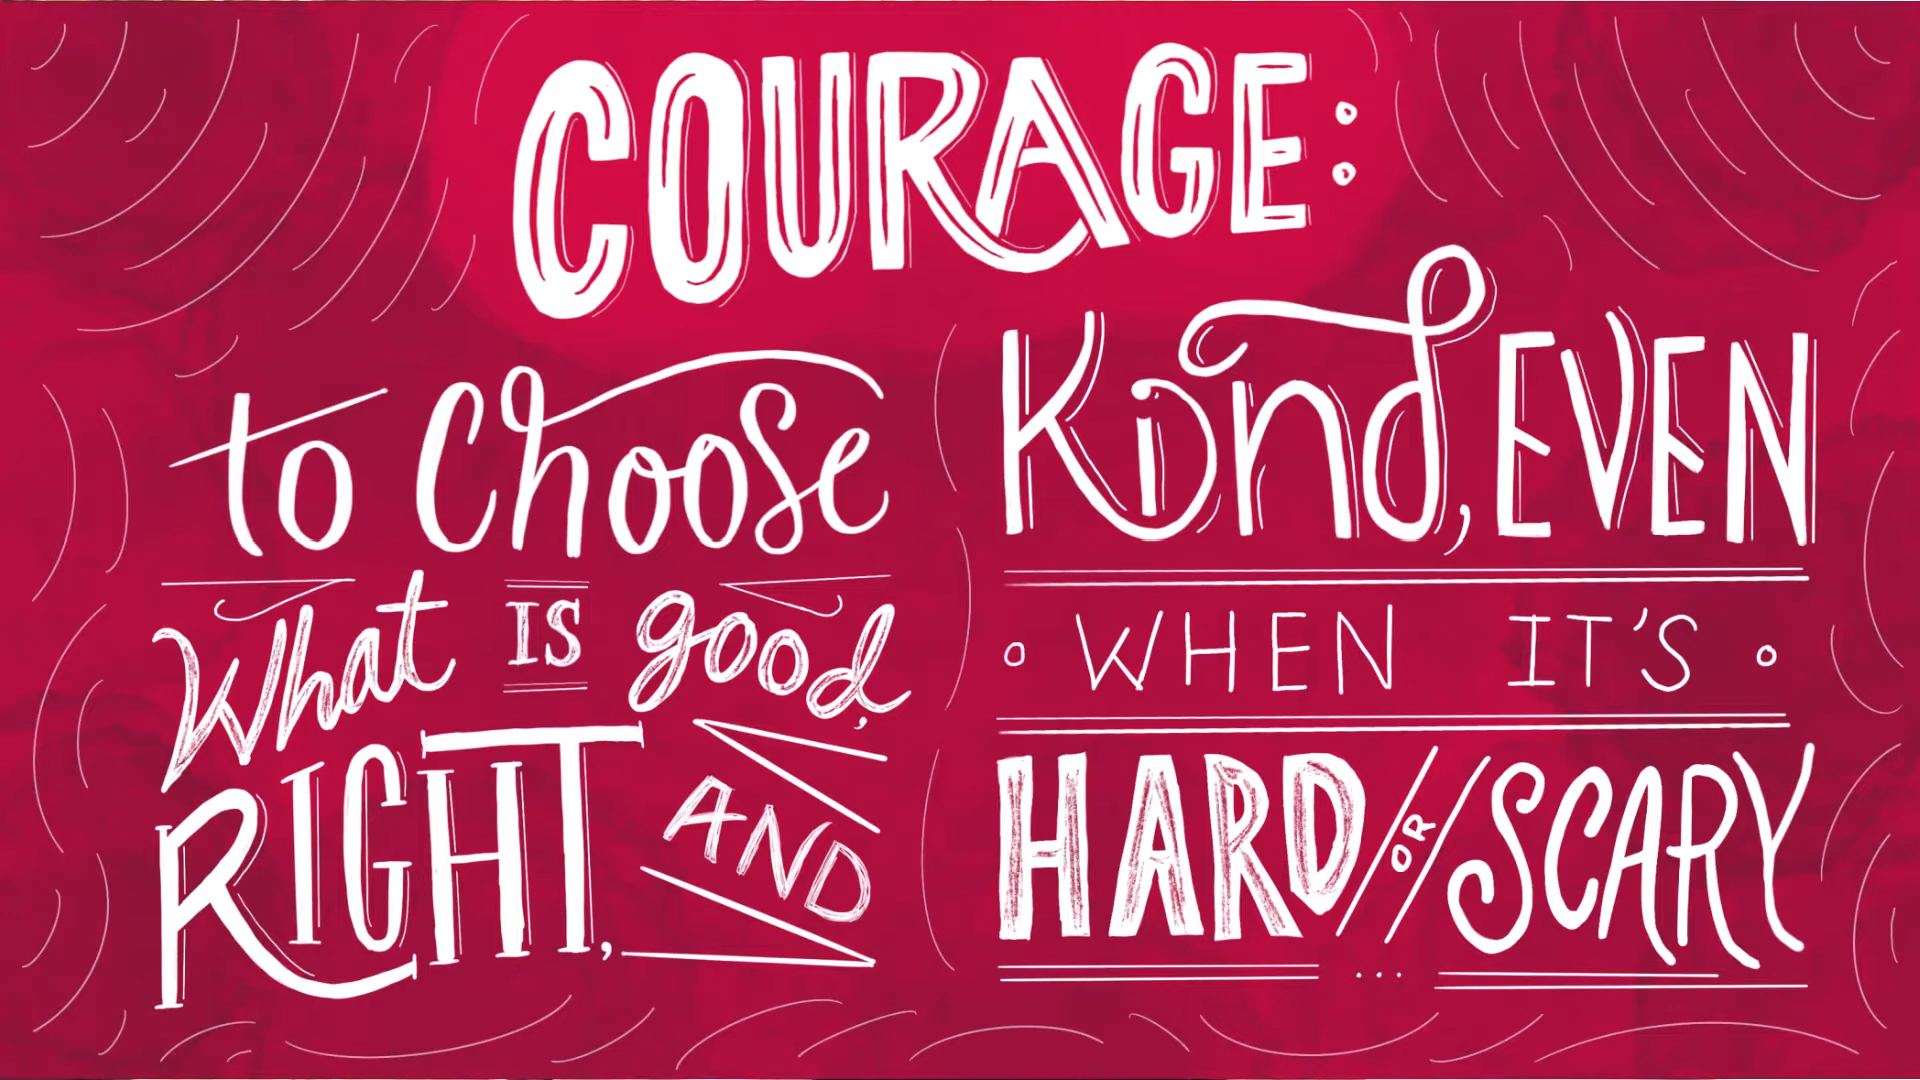 COURAGE:
to choose
what IS good,
RIGHT, AND
Kind, EVEN
WHEN IT'S
HARD OR SCARY
...